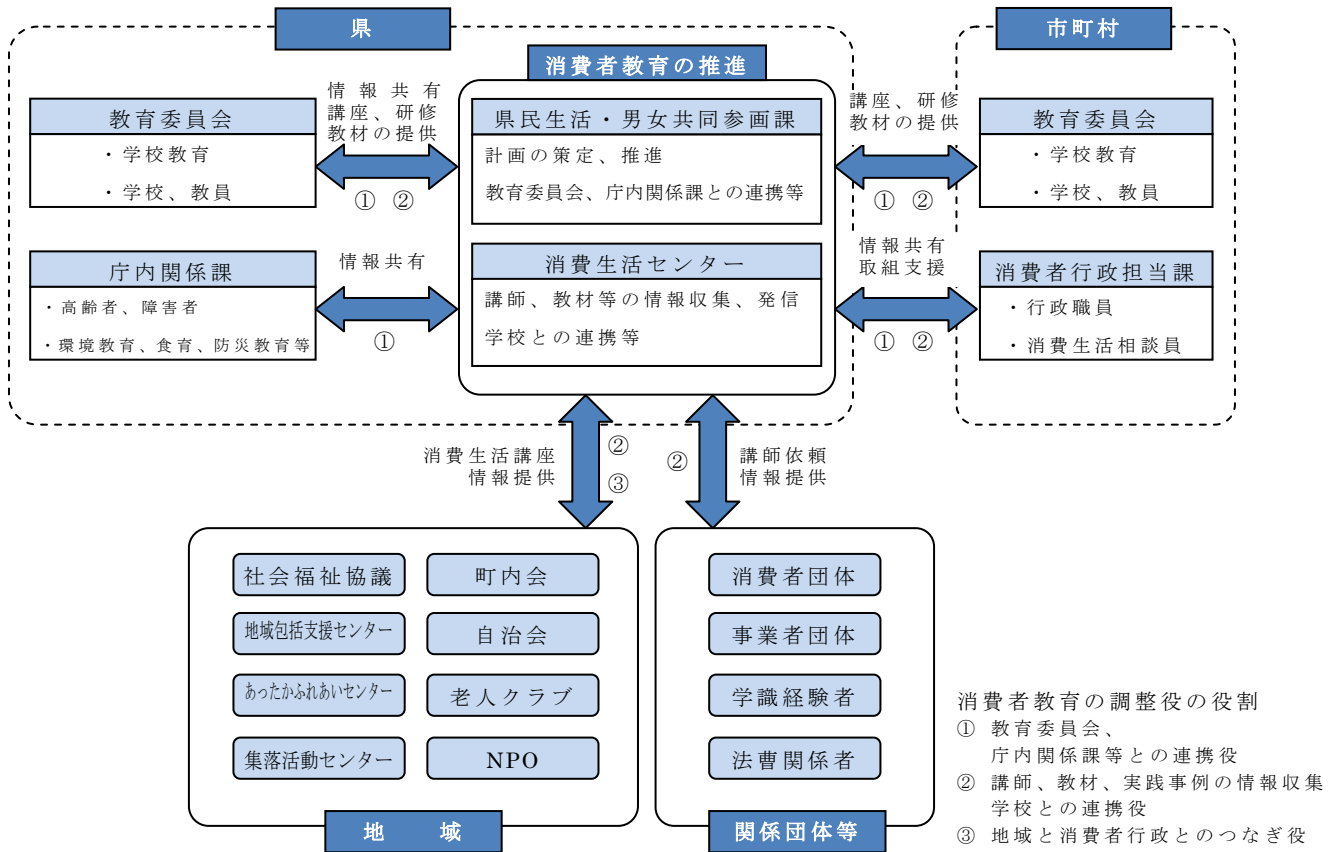 県
市町村
消費者教育の推進
情報共有
講座、研修
教材の提供
① ②
教育委員会
・学校教育
・学校、教員
県民生活・男女共同参画課
計画の策定、推進
教育委員会、庁内関係課との連携等
講座、研修
教材の提供
① ②
教育委員会
・学校教育
・学校、教員
庁内関係課
・高齢者、障害者
・環境教育、食育、防災教育等
情報共有
①
消費生活センター
講師、教材等の情報収集、発信
学校との連携等
情報共有
取組支援
① ②
消費者行政担当課
・行政職員
・消費生活相談員
消費生活講座
情報提供
②
③
②
講師依頼
情報提供
社会福祉協議
町内会
地域包括支援センター
自治会
あったかふれあいセンター
老人クラブ
集落活動センター
NPO
地 域
消費者団体
事業者団体
学識経験者
法曹関係者
関係団体等
消費者教育の調整役の役割
① 教育委員会、
庁内関係課等との連携役
② 講師、教材、実践事例の情報収集
学校との連携役
③ 地域と消費者行政とのつなぎ役